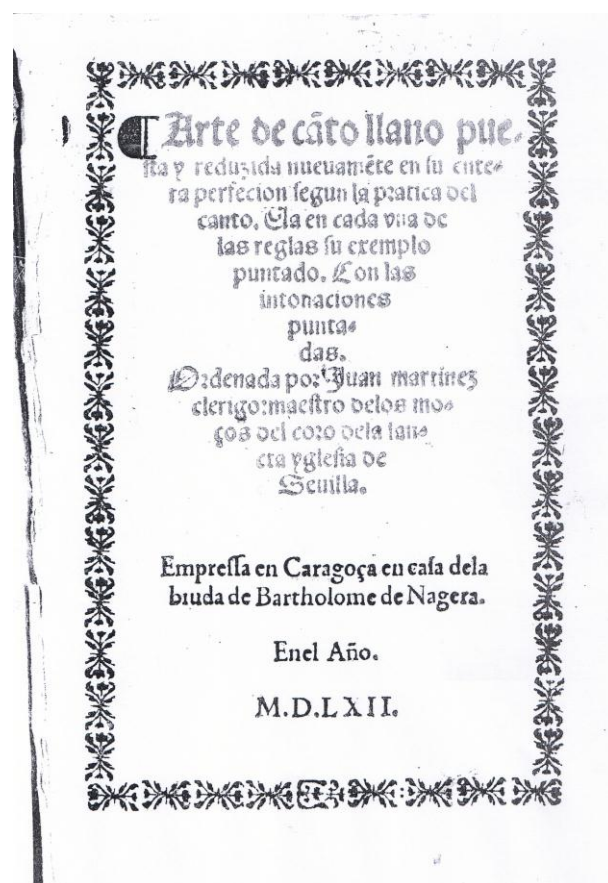 ¶ Arte de cãto llano pue-
sta y reduzida nueuamẽte en su ente-
ra perfecion segun la pratica del
canto. Ua en cada vna de
las reglas su exemplo
puntado. Con las
intonaciones
punta-
das.
Ordenada por Juan martinez
clerigo:maestro delos mo-
ços del coro dela san-
cta yglesia de
Seuilla.
Empressa en Caragoça en casa dela
biuda de Bartholome de Nagera.
Enel Año.
M.D.LXII.